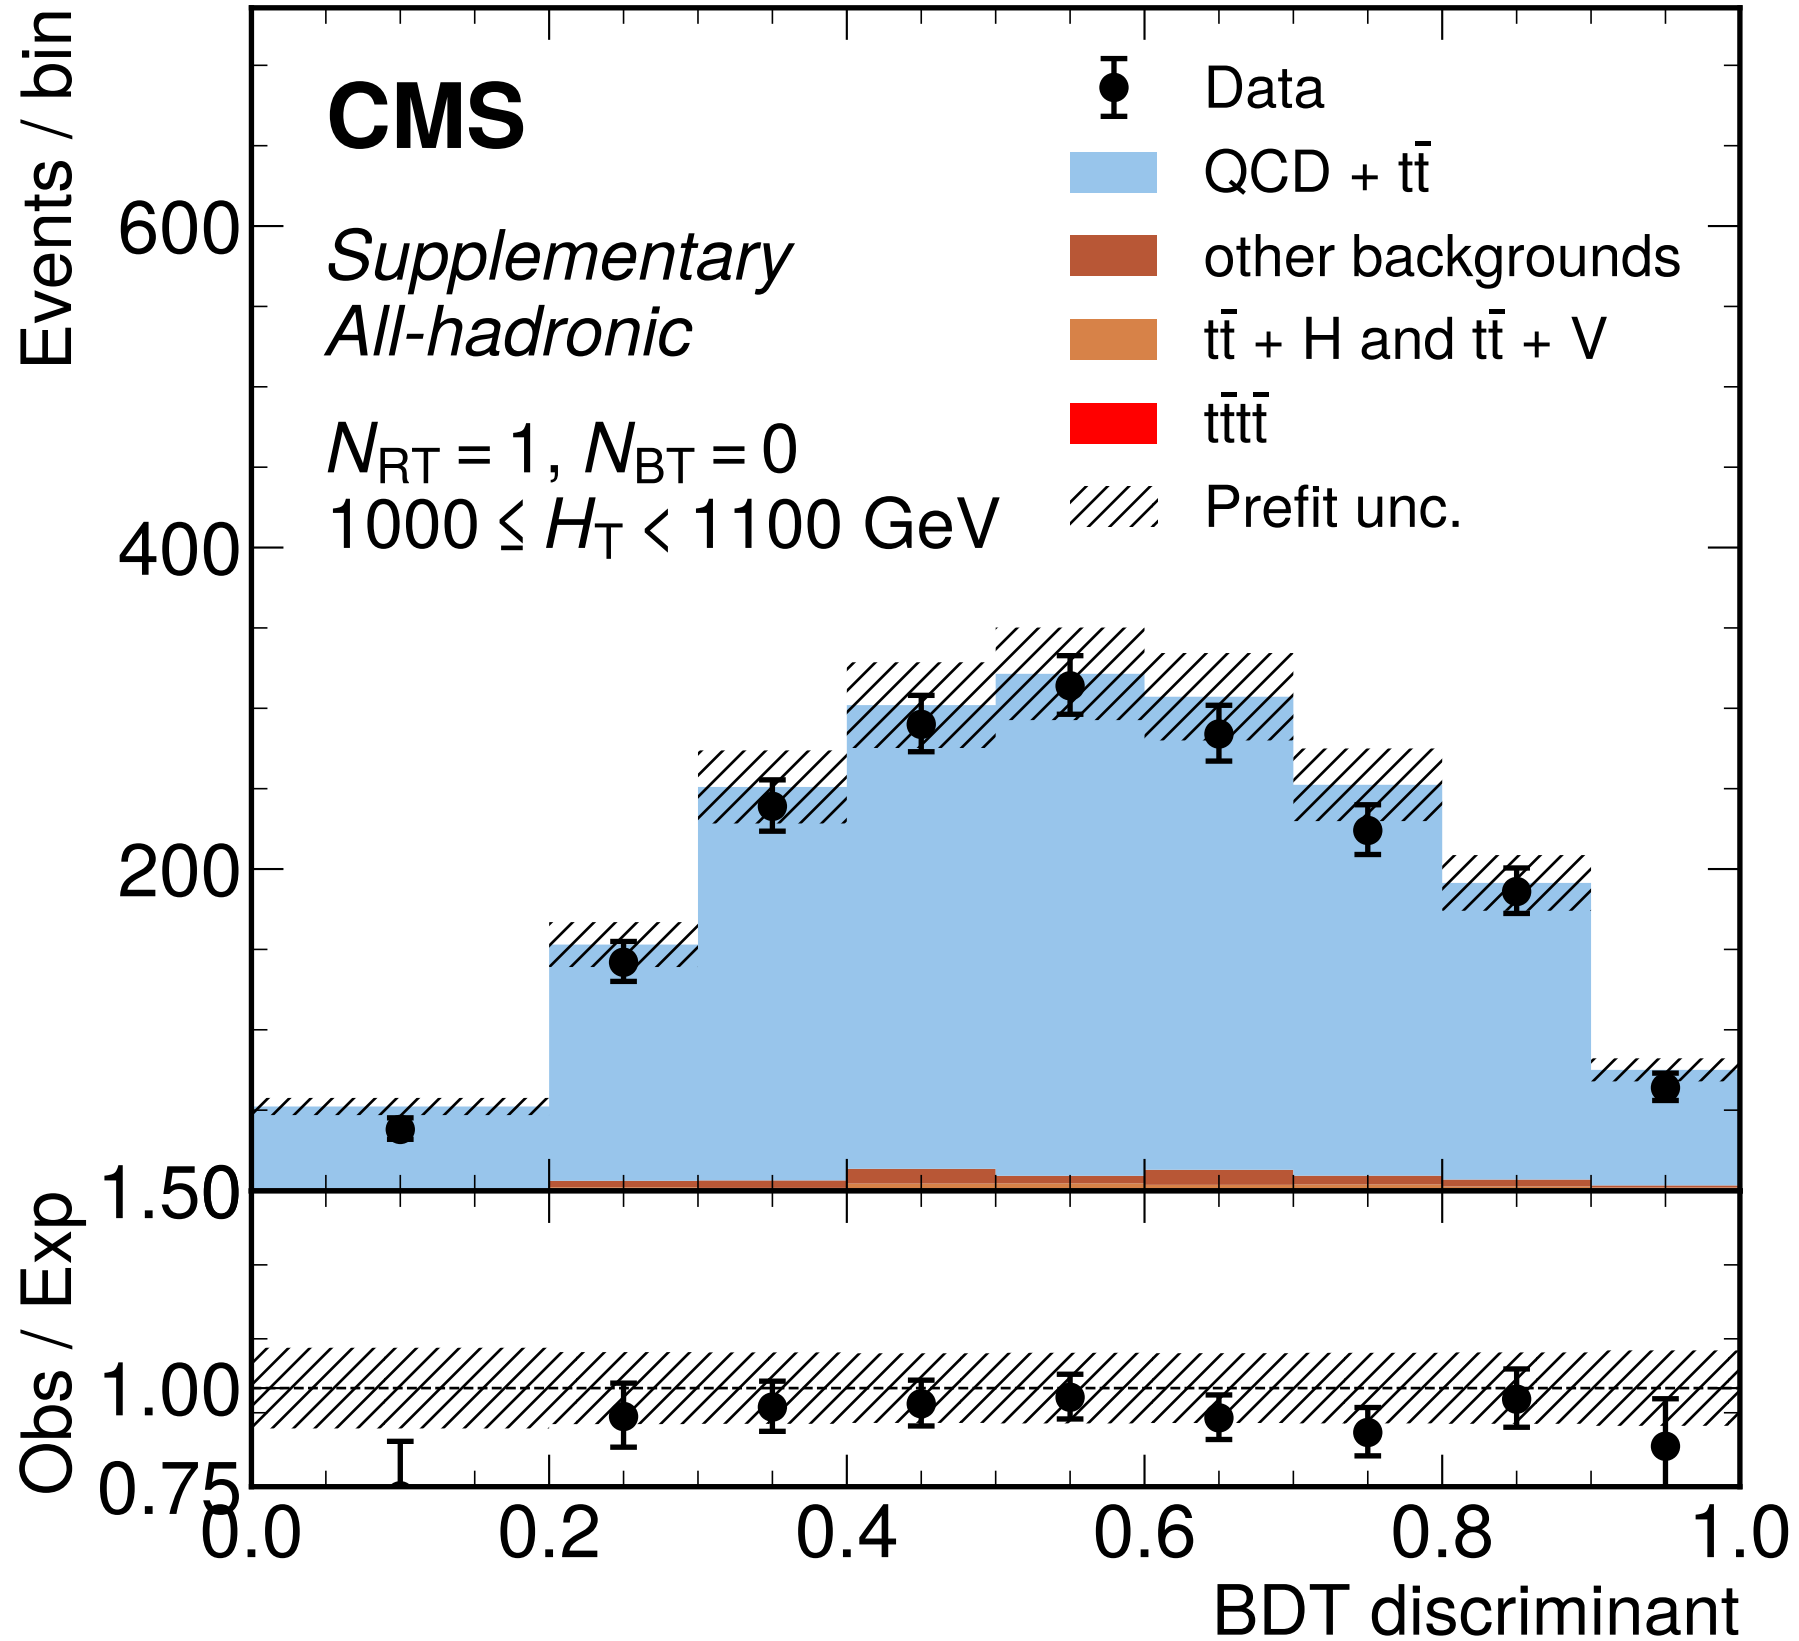 Events / bin
CMS
Supplementary
All-hadronic
N_RT = 1, N_BT = 0
1000 ≤ H_T < 1100 GeV
Data
QCD + tt̄
other backgrounds
tt̄ + H and tt̄ + V
tt̄tt̄
Prefit unc.
600
400
200
Obs / Exp
1.50
1.00
0.75
0.0 0.2 0.4 0.6 0.8 1.0
BDT discriminant